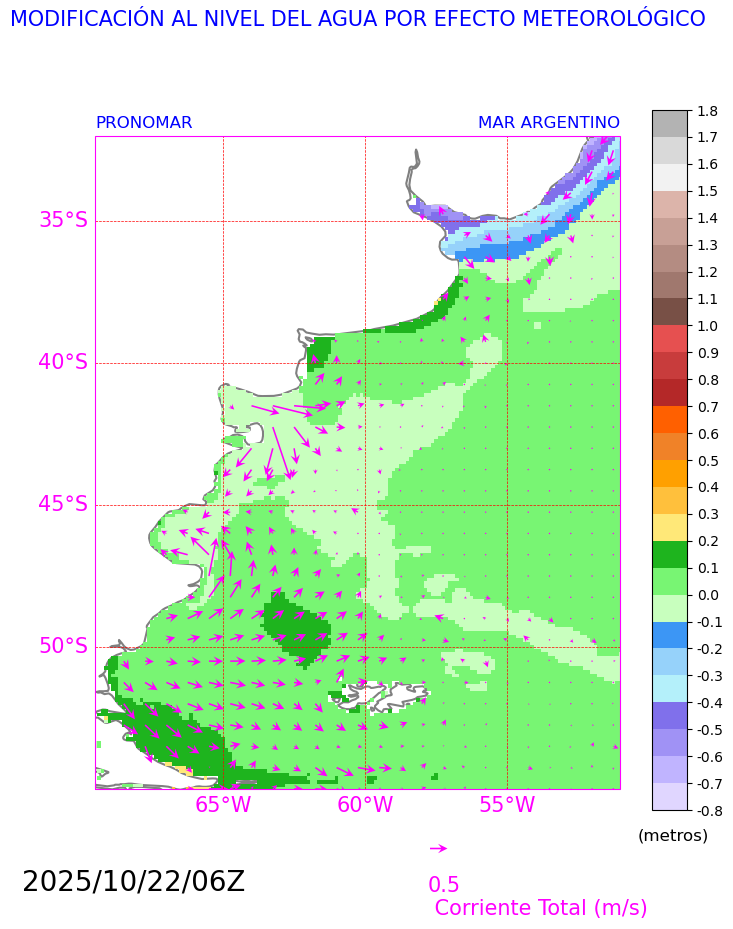 MODIFICACIÓN AL NIVEL DEL AGUA POR EFECTO METEOROLÓGICO
PRONOMAR
MAR ARGENTINO
35°S
40°S
45°S
50°S
65°W
60°W
55°W
1.8
1.7
1.6
1.5
1.4
1.3
1.2
1.1
1.0
0.9
0.8
0.7
0.6
0.5
0.4
0.3
0.2
0.1
0.0
-0.1
-0.2
-0.3
-0.4
-0.5
-0.6
-0.7
-0.8
(metros)
2025/10/22/06Z
0.5
Corriente Total (m/s)